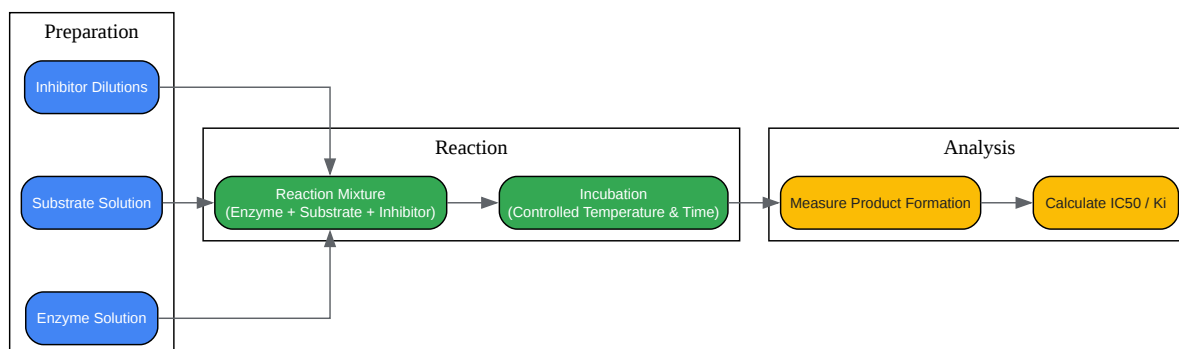 Preparation
Inhibitor Dilutions
Substrate Solution
Enzyme Solution
Reaction
Reaction Mixture
(Enzyme + Substrate + Inhibitor)
Incubation
(Controlled Temperature & Time)
Analysis
Measure Product Formation
Calculate IC50 / Ki